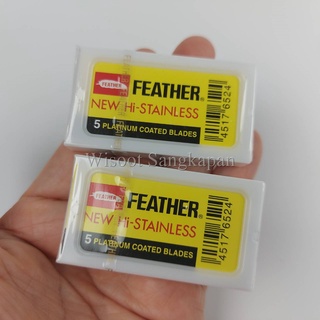 FEATHER
FEATHER®
NEW Hi-STAINLESS
5 PLATINUM COATED BLADES
4517 6524
Wisoot Sangkapan
FEATHER
FEATHER®
NEW Hi-STAINLESS
5 PLATINUM COATED BLADES
4517 6524